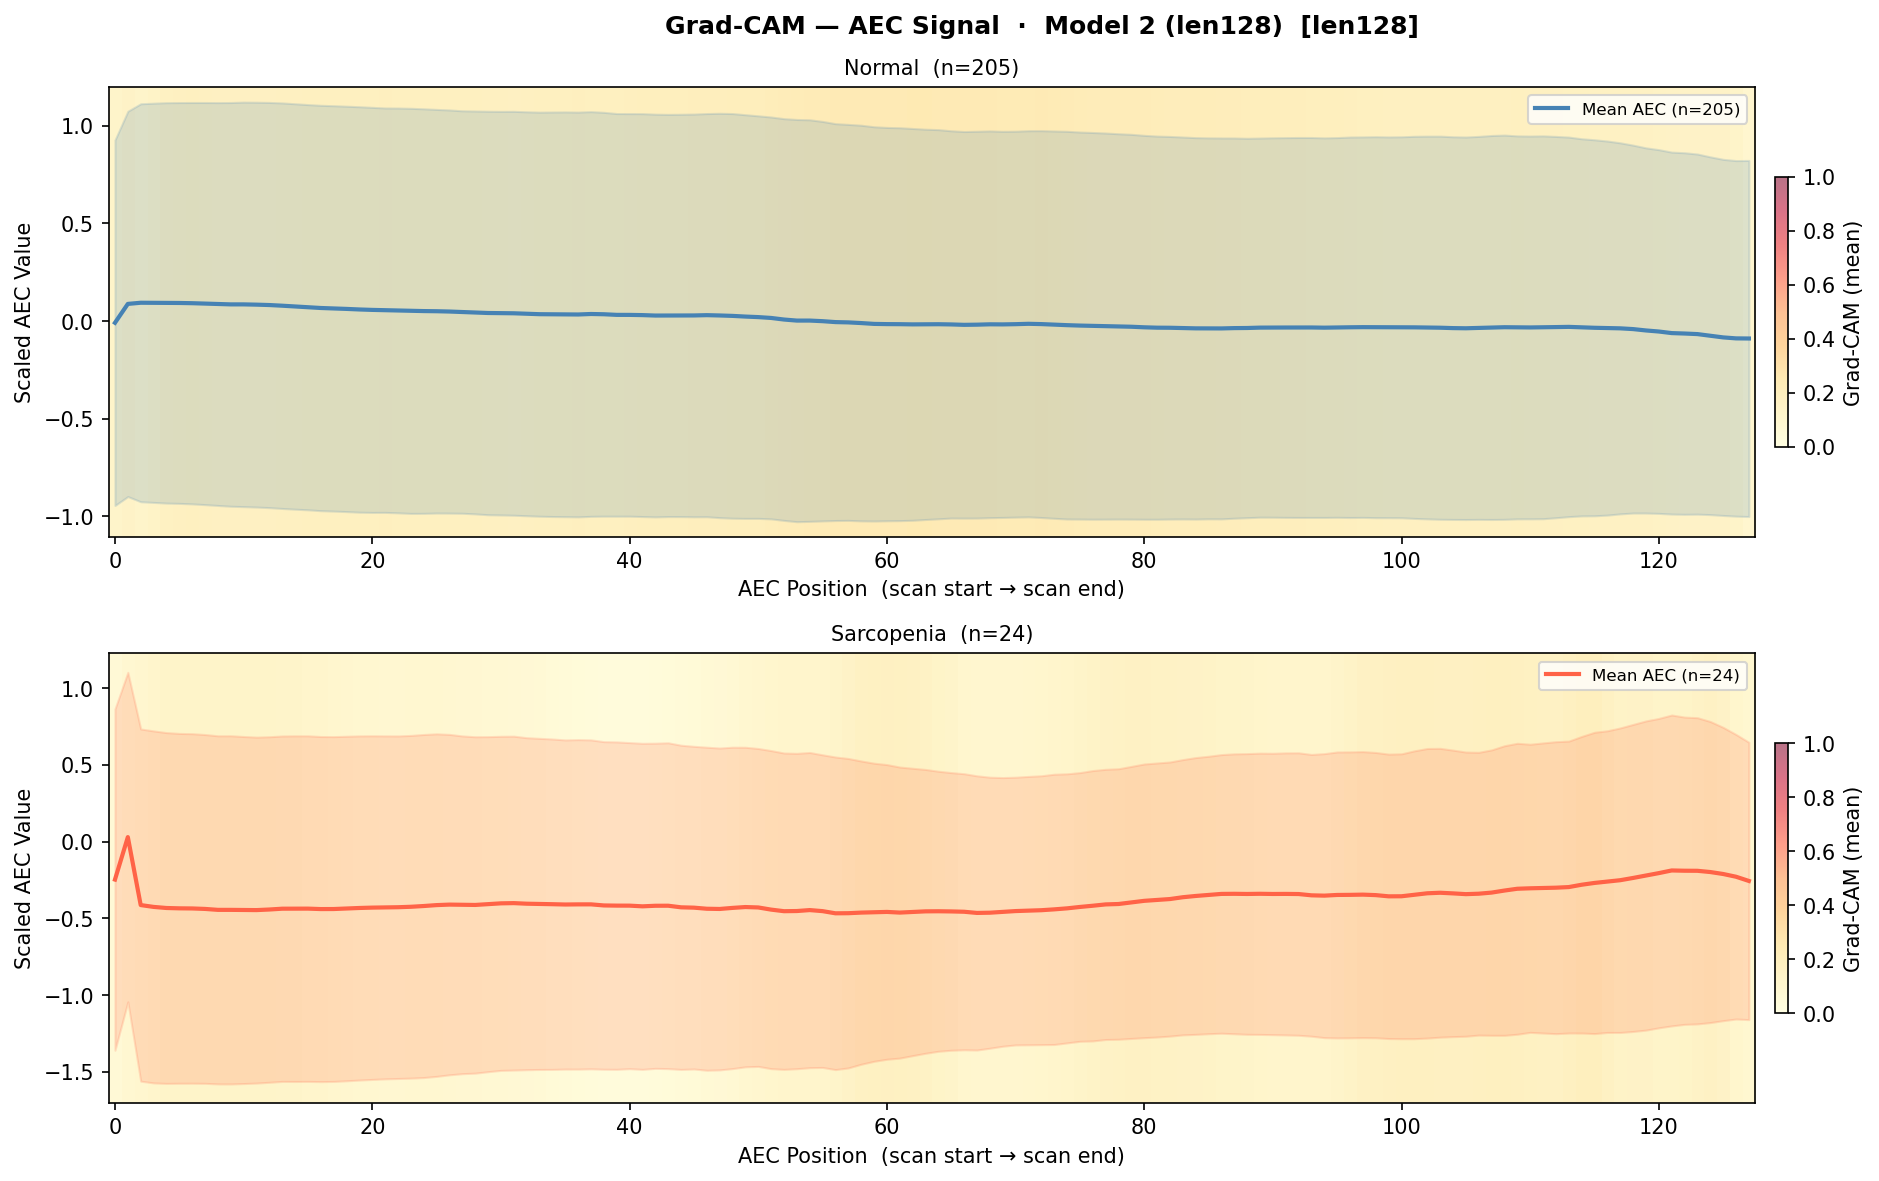 Grad-CAM — AEC Signal · Model 2 (len128) [len128]
Normal (n=205)
Mean AEC (n=205)
Scaled AEC Value
1.0
0.5
0.0
−0.5
−1.0
0 20 40 60 80 100 120
AEC Position (scan start → scan end)
1.0
0.8
0.6
0.4
0.2
0.0
Grad-CAM (mean)
Sarcopenia (n=24)
Mean AEC (n=24)
Scaled AEC Value
1.0
0.5
0.0
−0.5
−1.0
−1.5
0 20 40 60 80 100 120
AEC Position (scan start → scan end)
1.0
0.8
0.6
0.4
0.2
0.0
Grad-CAM (mean)